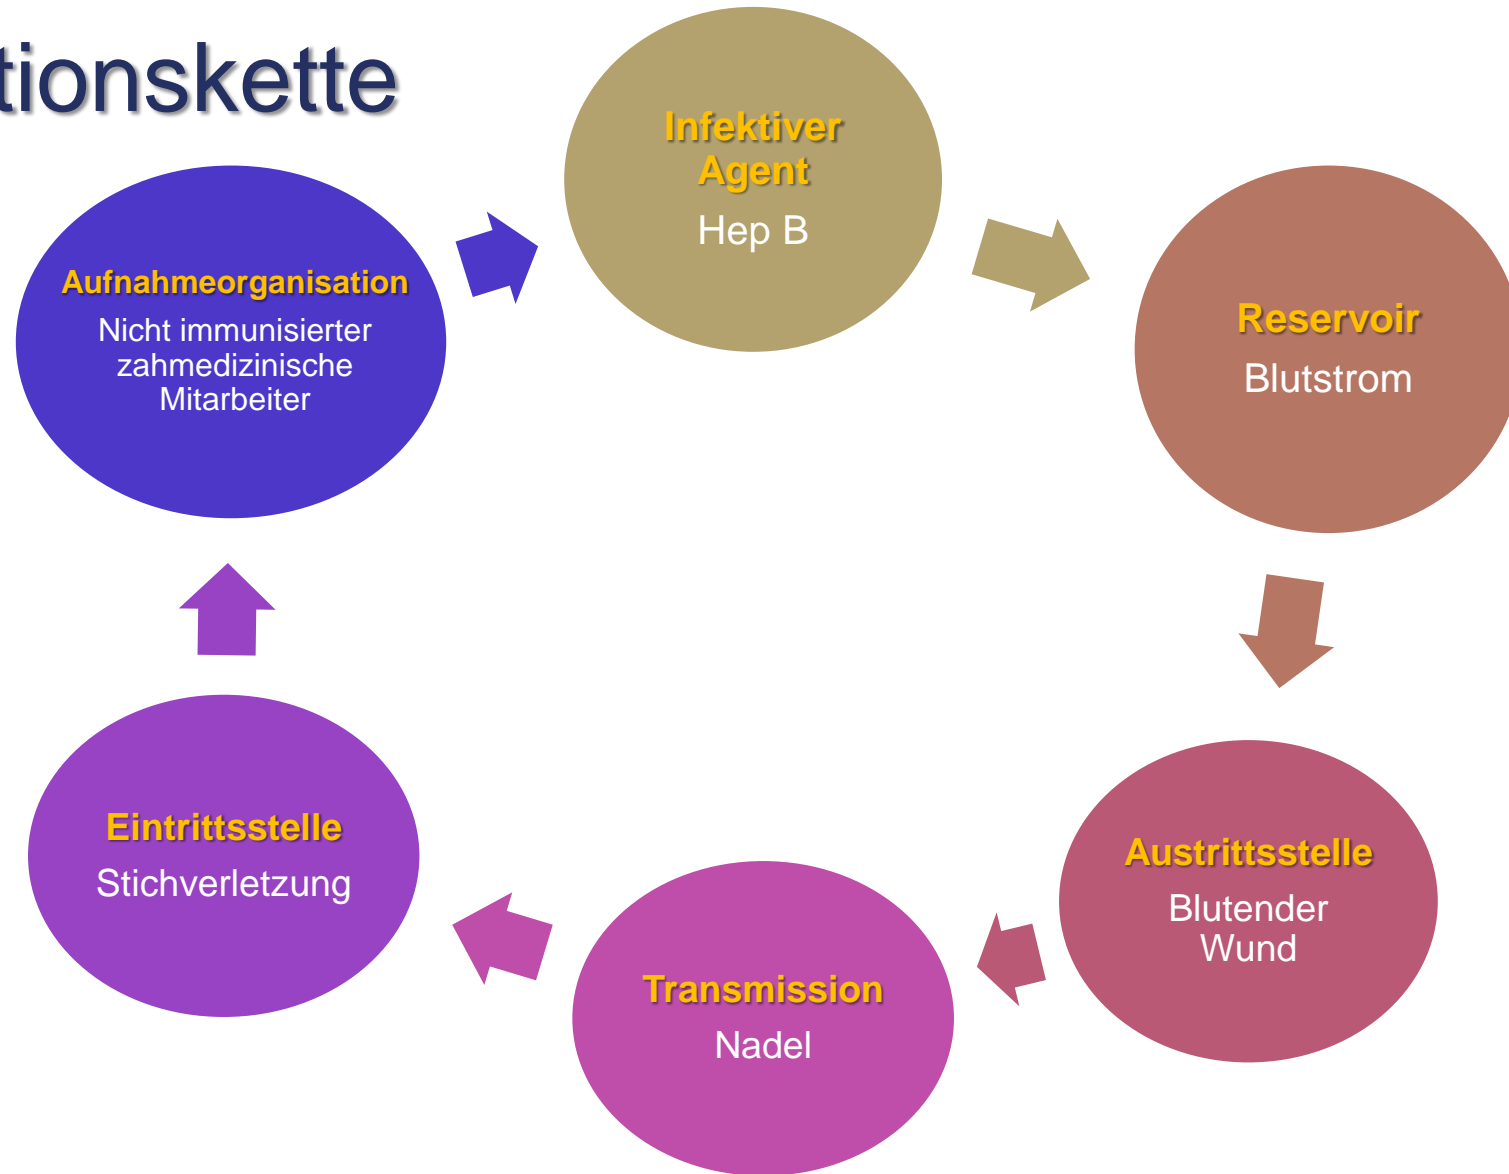 tionskette
Infektiver
Agent
Hep B
Reservoir
Blutstrom
Austrittsstelle
Blutender
Wund
Transmission
Nadel
Eintrittsstelle
Stichverletzung
Aufnahmeorganisation
Nicht immunisierter
zahmedizinische
Mitarbeiter